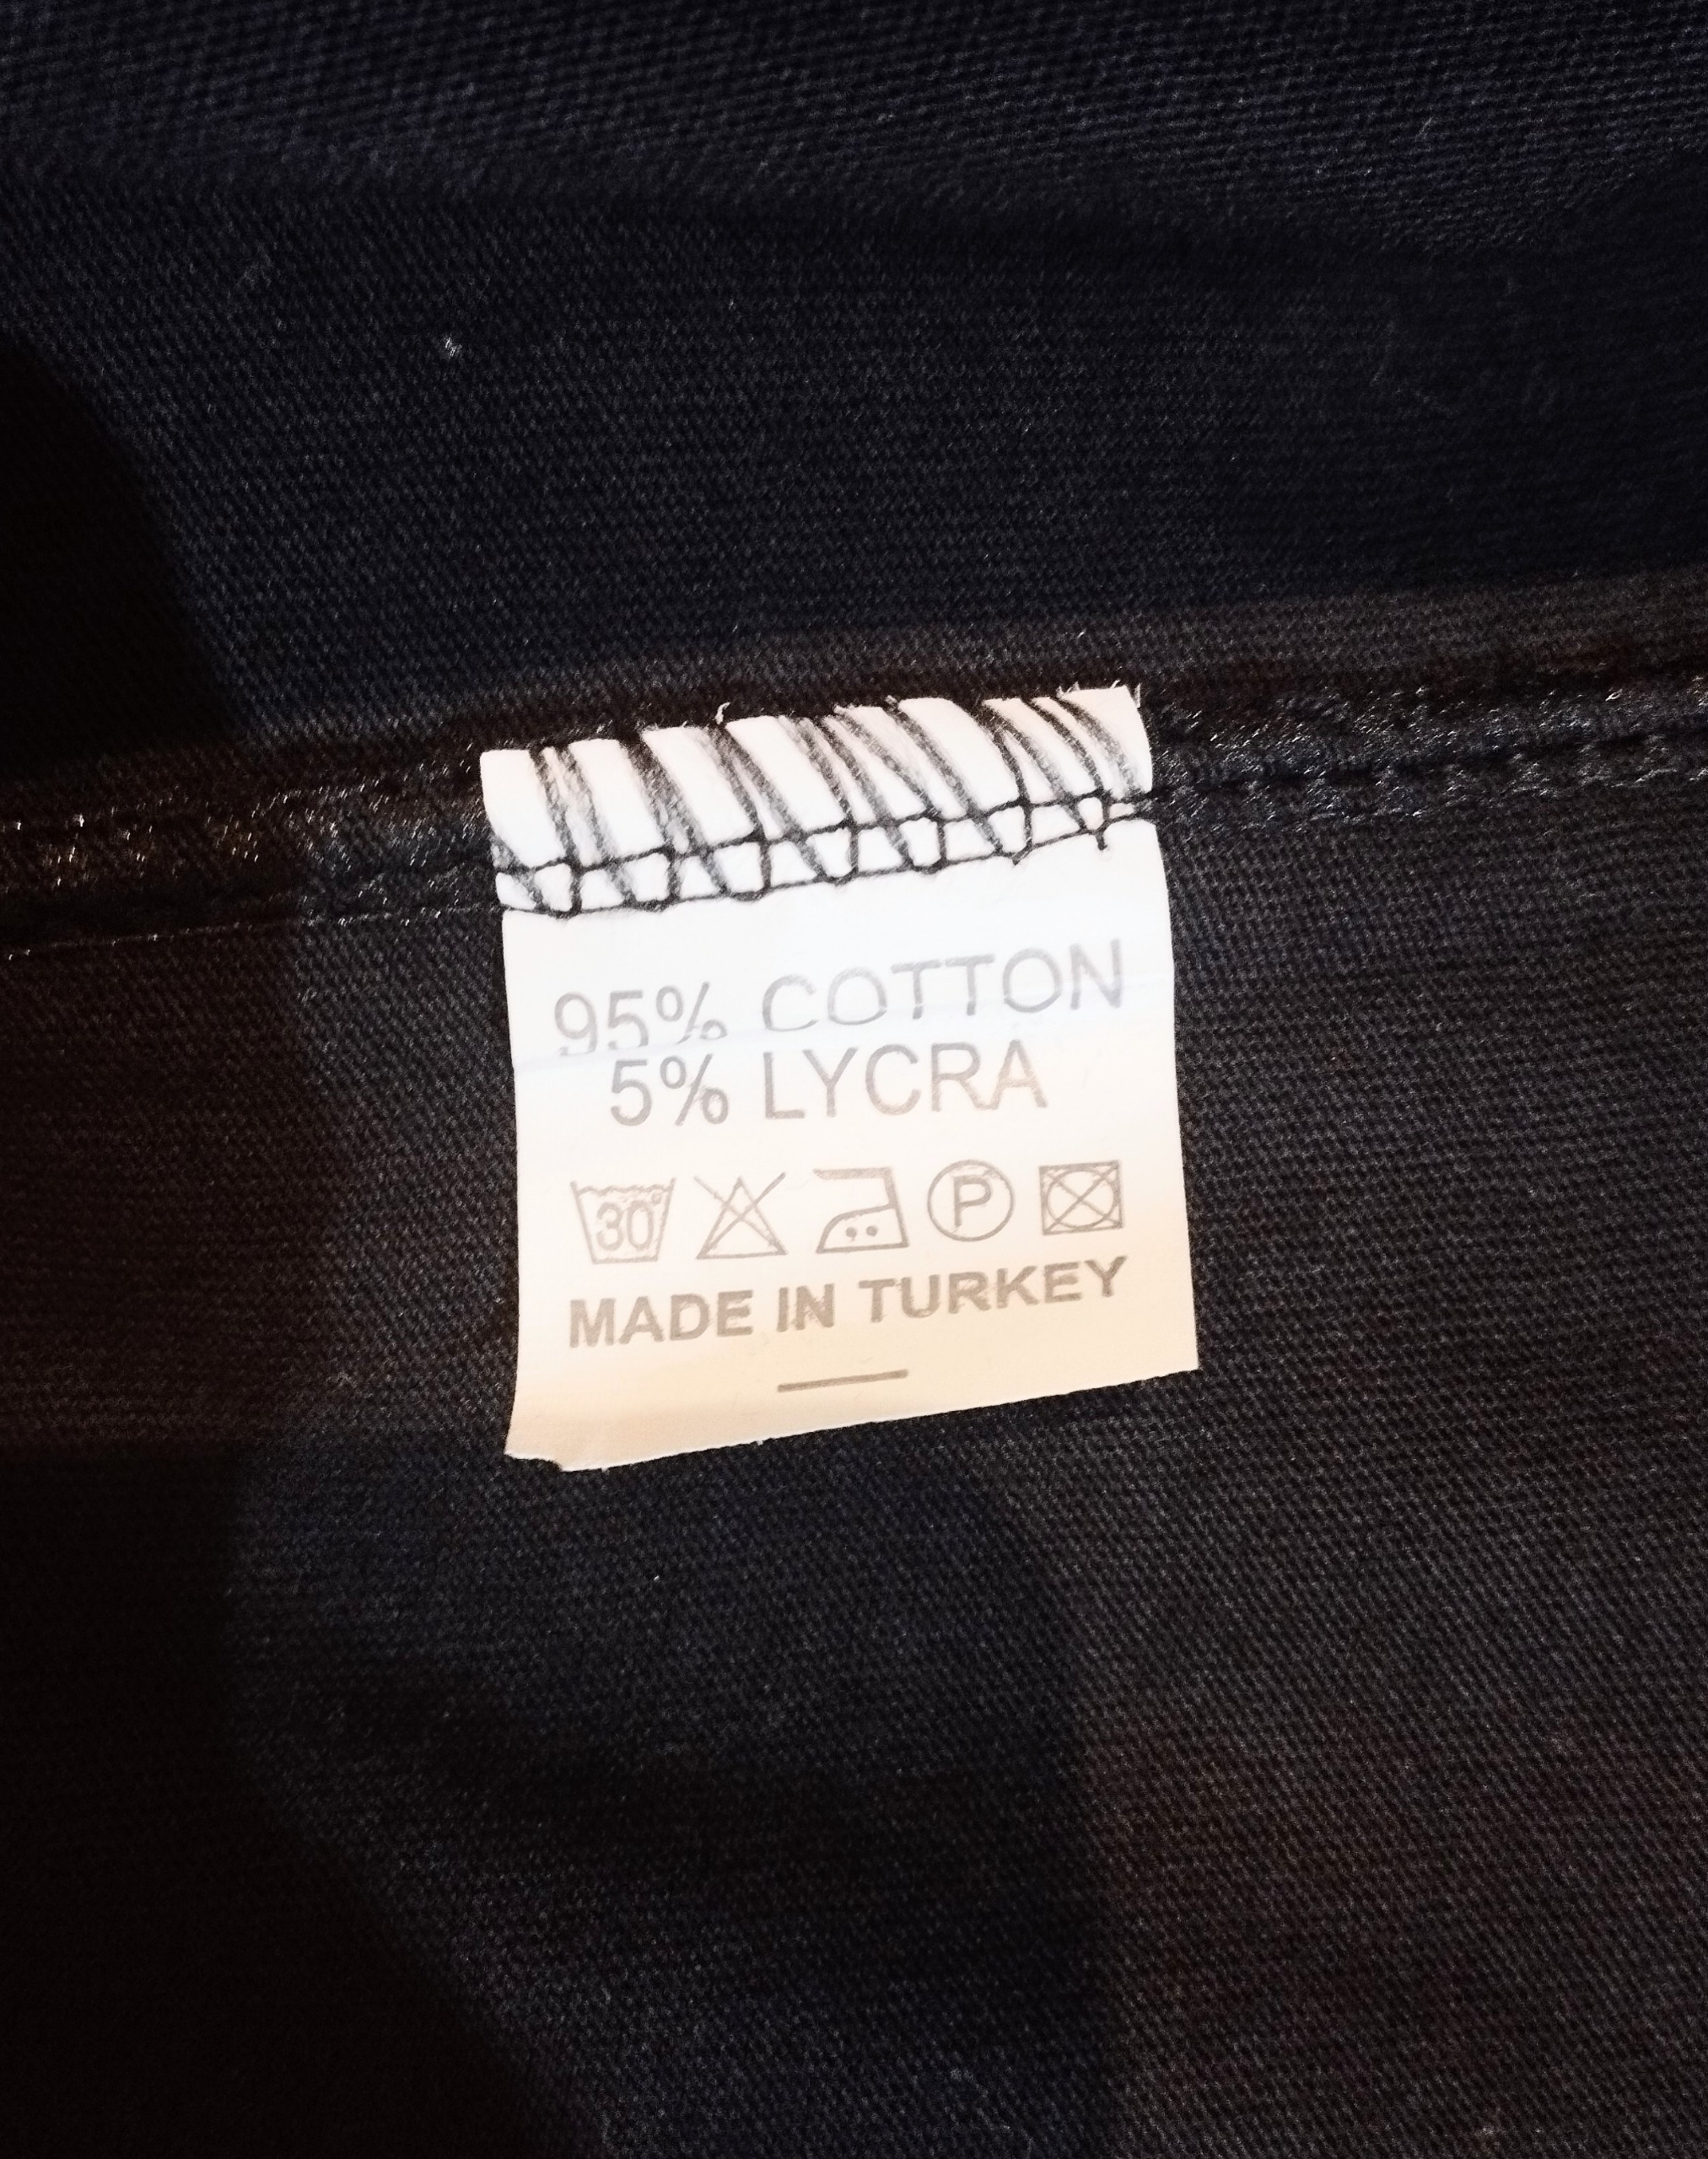 95% COTTON
5% LYCRA
30° P
MADE IN TURKEY